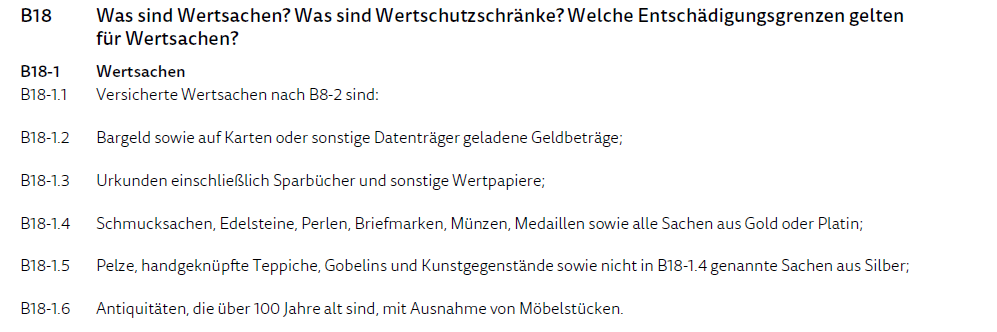 B18 Was sind Wertsachen? Was sind Wertschutzschränke? Welche Entschädigungsgrenzen gelten
für Wertsachen?
B18-1 Wertsachen
B18-1.1 Versicherte Wertsachen nach B8-2 sind:
B18-1.2 Bargeld sowie auf Karten oder sonstige Datenträger geladene Geldbeträge;
B18-1.3 Urkunden einschließlich Sparbücher und sonstige Wertpapiere;
B18-1.4 Schmucksachen, Edelsteine, Perlen, Briefmarken, Münzen, Medaillen sowie alle Sachen aus Gold oder Platin;
B18-1.5 Pelze, handgeknüpfte Teppiche, Gobelins und Kunstgegenstände sowie nicht in B18-1.4 genannte Sachen aus Silber;
B18-1.6 Antiquitäten, die über 100 Jahre alt sind, mit Ausnahme von Möbelstücken.